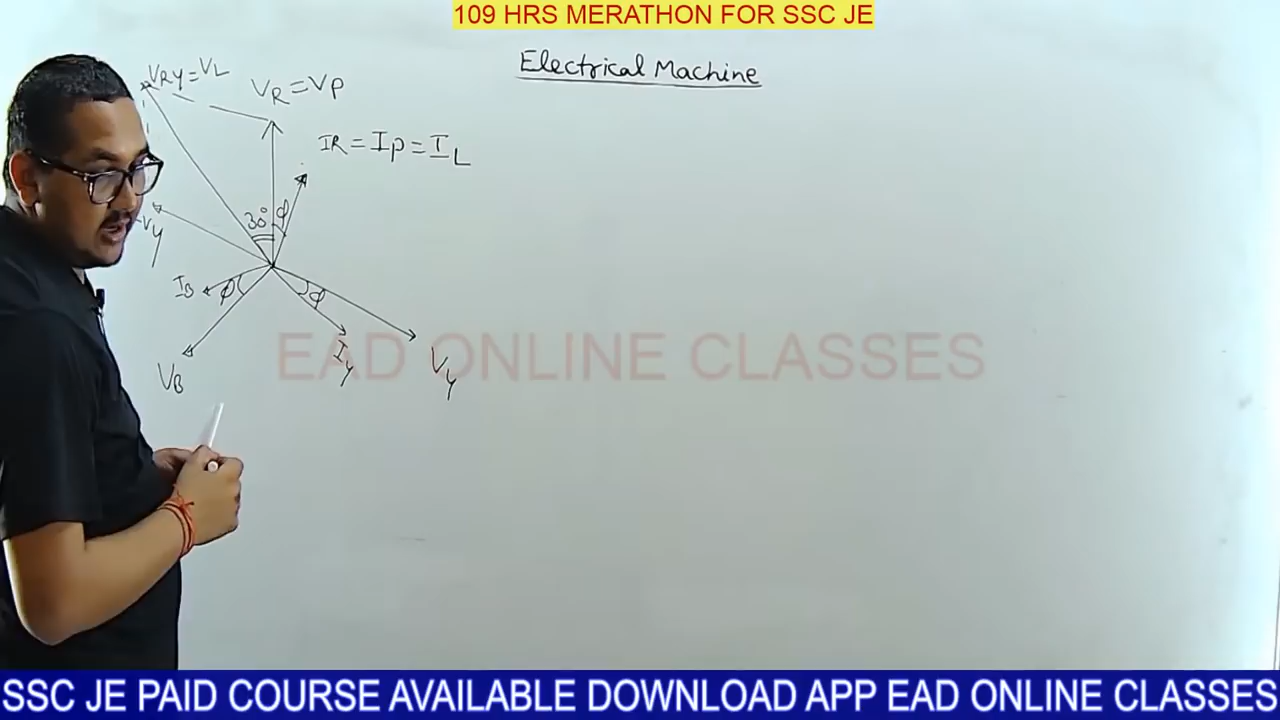 109 HRS MERATHON FOR SSC JE
Electrical Machine
VRY=VL
VR=VP
IR=IP=IL
30°
φ
-VY
IB
φ
φ
IY
VB
VY
EAD ONLINE CLASSES
SSC JE PAID COURSE AVAILABLE DOWNLOAD APP EAD ONLINE CLASSES